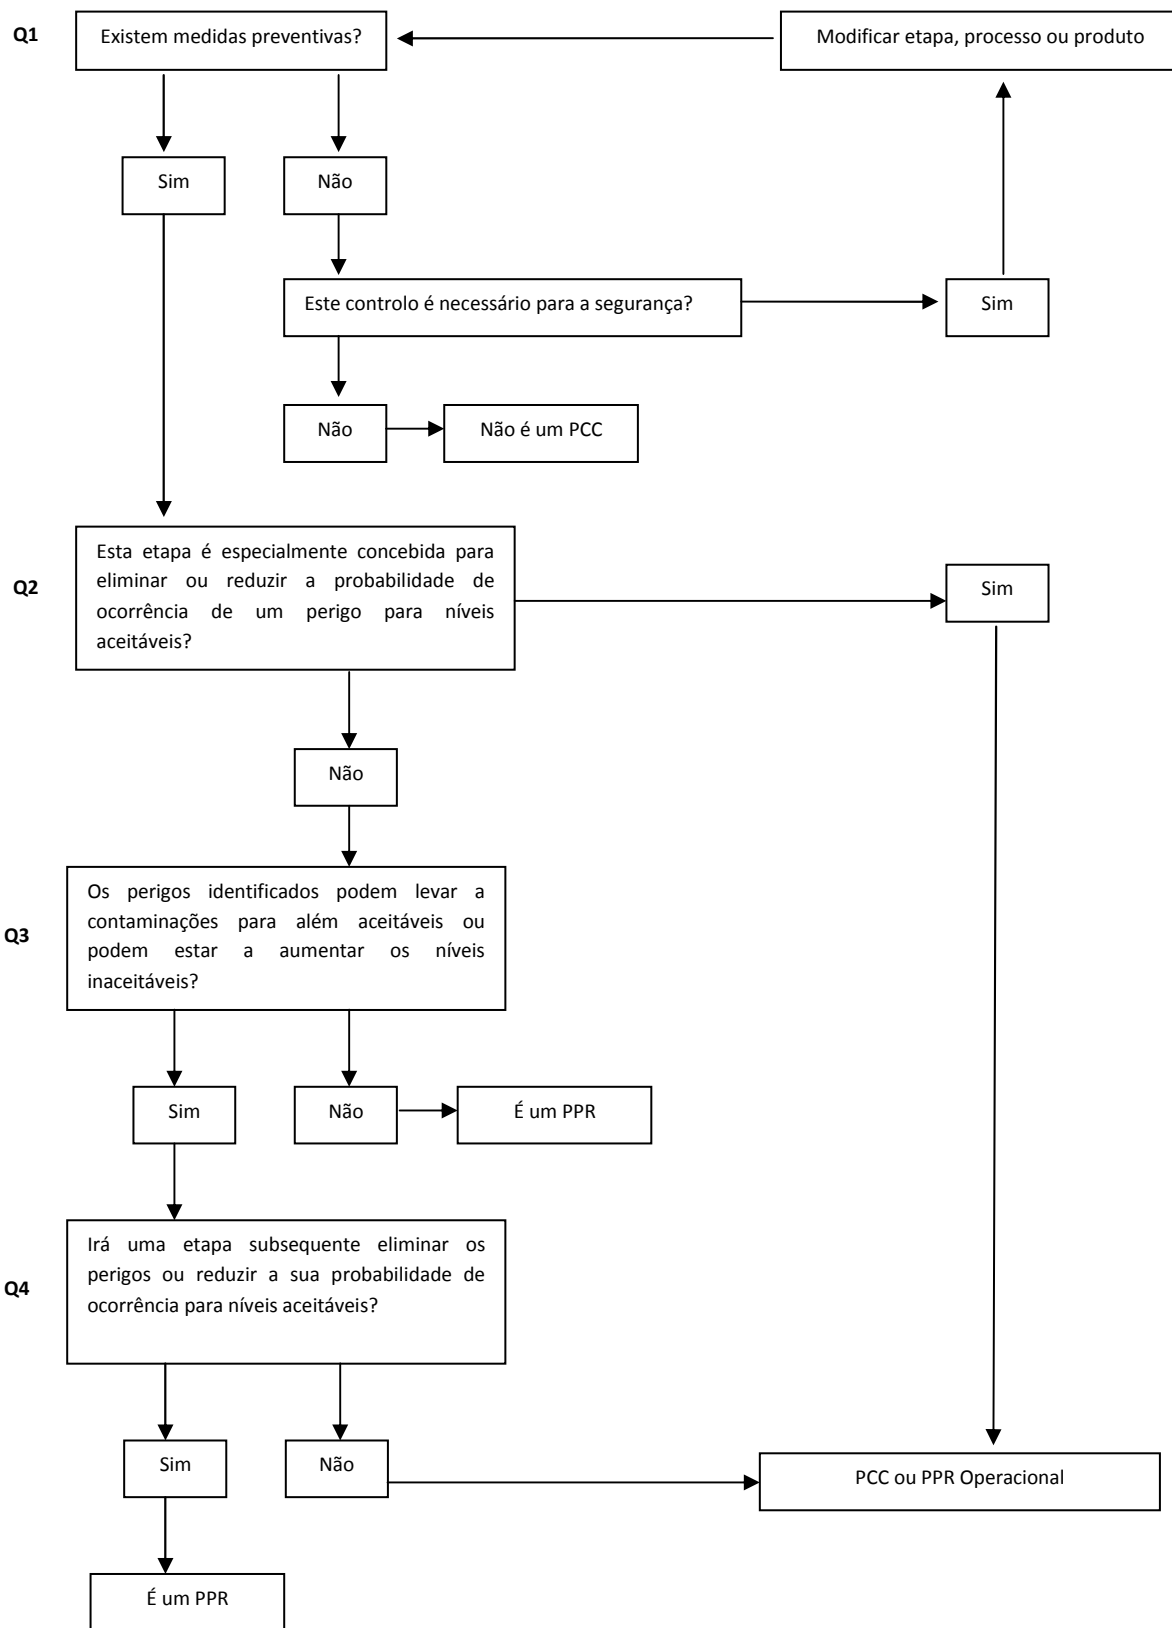 Q1
Existem medidas preventivas?
Modificar etapa, processo ou produto
Sim
Não
Este controlo é necessário para a segurança?
Sim
Não
Não é um PCC
Q2
Esta etapa é especialmente concebida para
eliminar ou reduzir a probabilidade de
ocorrência de um perigo para níveis
aceitáveis?
Sim
Não
Q3
Os perigos identificados podem levar a
contaminações para além aceitáveis ou
podem estar a aumentar os níveis
inaceitáveis?
Sim
Não
É um PPR
Q4
Irá uma etapa subsequente eliminar os
perigos ou reduzir a sua probabilidade de
ocorrência para níveis aceitáveis?
Sim
Não
PCC ou PPR Operacional
É um PPR